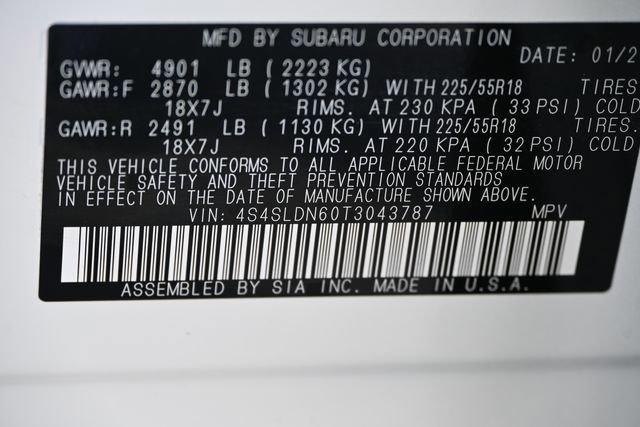 MFD BY SUBARU CORPORATION
DATE: 01/2
GVWR: 4901 LB (2223 KG)
GAWR:F 2870 LB (1302 KG) WITH 225/55R18 TIRES
18X7J RIMS. AT 230 KPA (33 PSI) COLD
GAWR:R 2491 LB (1130 KG) WITH 225/55R18 TIRES.
18X7J RIMS. AT 220 KPA (32 PSI) COLD
THIS VEHICLE CONFORMS TO ALL APPLICABLE FEDERAL MOTOR
VEHICLE SAFETY AND THEFT PREVENTION STANDARDS
IN EFFECT ON THE DATE OF MANUFACTURE SHOWN ABOVE.
VIN: 4S4SLDN60T3043787 MPV
ASSEMBLED BY SIA INC. MADE IN U.S.A.